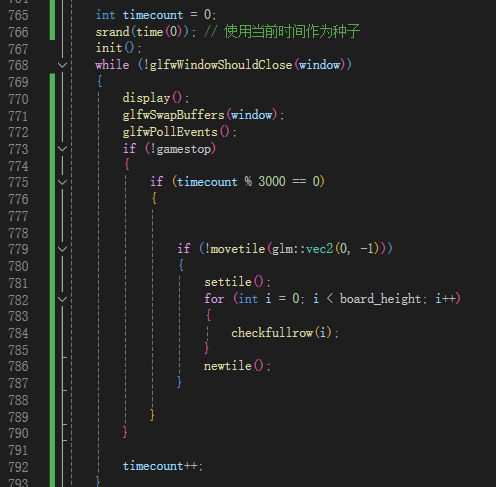 765 int timecount = 0;
766 srand(time(0)); // 使用当前时间作为种子
767 init();
768 while (!glfwWindowShouldClose(window))
769 {
770 display();
771 glfwSwapBuffers(window);
772 glfwPollEvents();
773 if (!gamestop)
774 {
775 if (timecount % 3000 == 0)
776 {
777
778
779 if (!movetile(glm::vec2(0, -1)))
780 {
781 settile();
782 for (int i = 0; i < board_height; i++)
783 {
784 checkfullrow(i);
785 }
786 newtile();
787 }
788
789 }
790 }
791
792 timecount++;
793 }